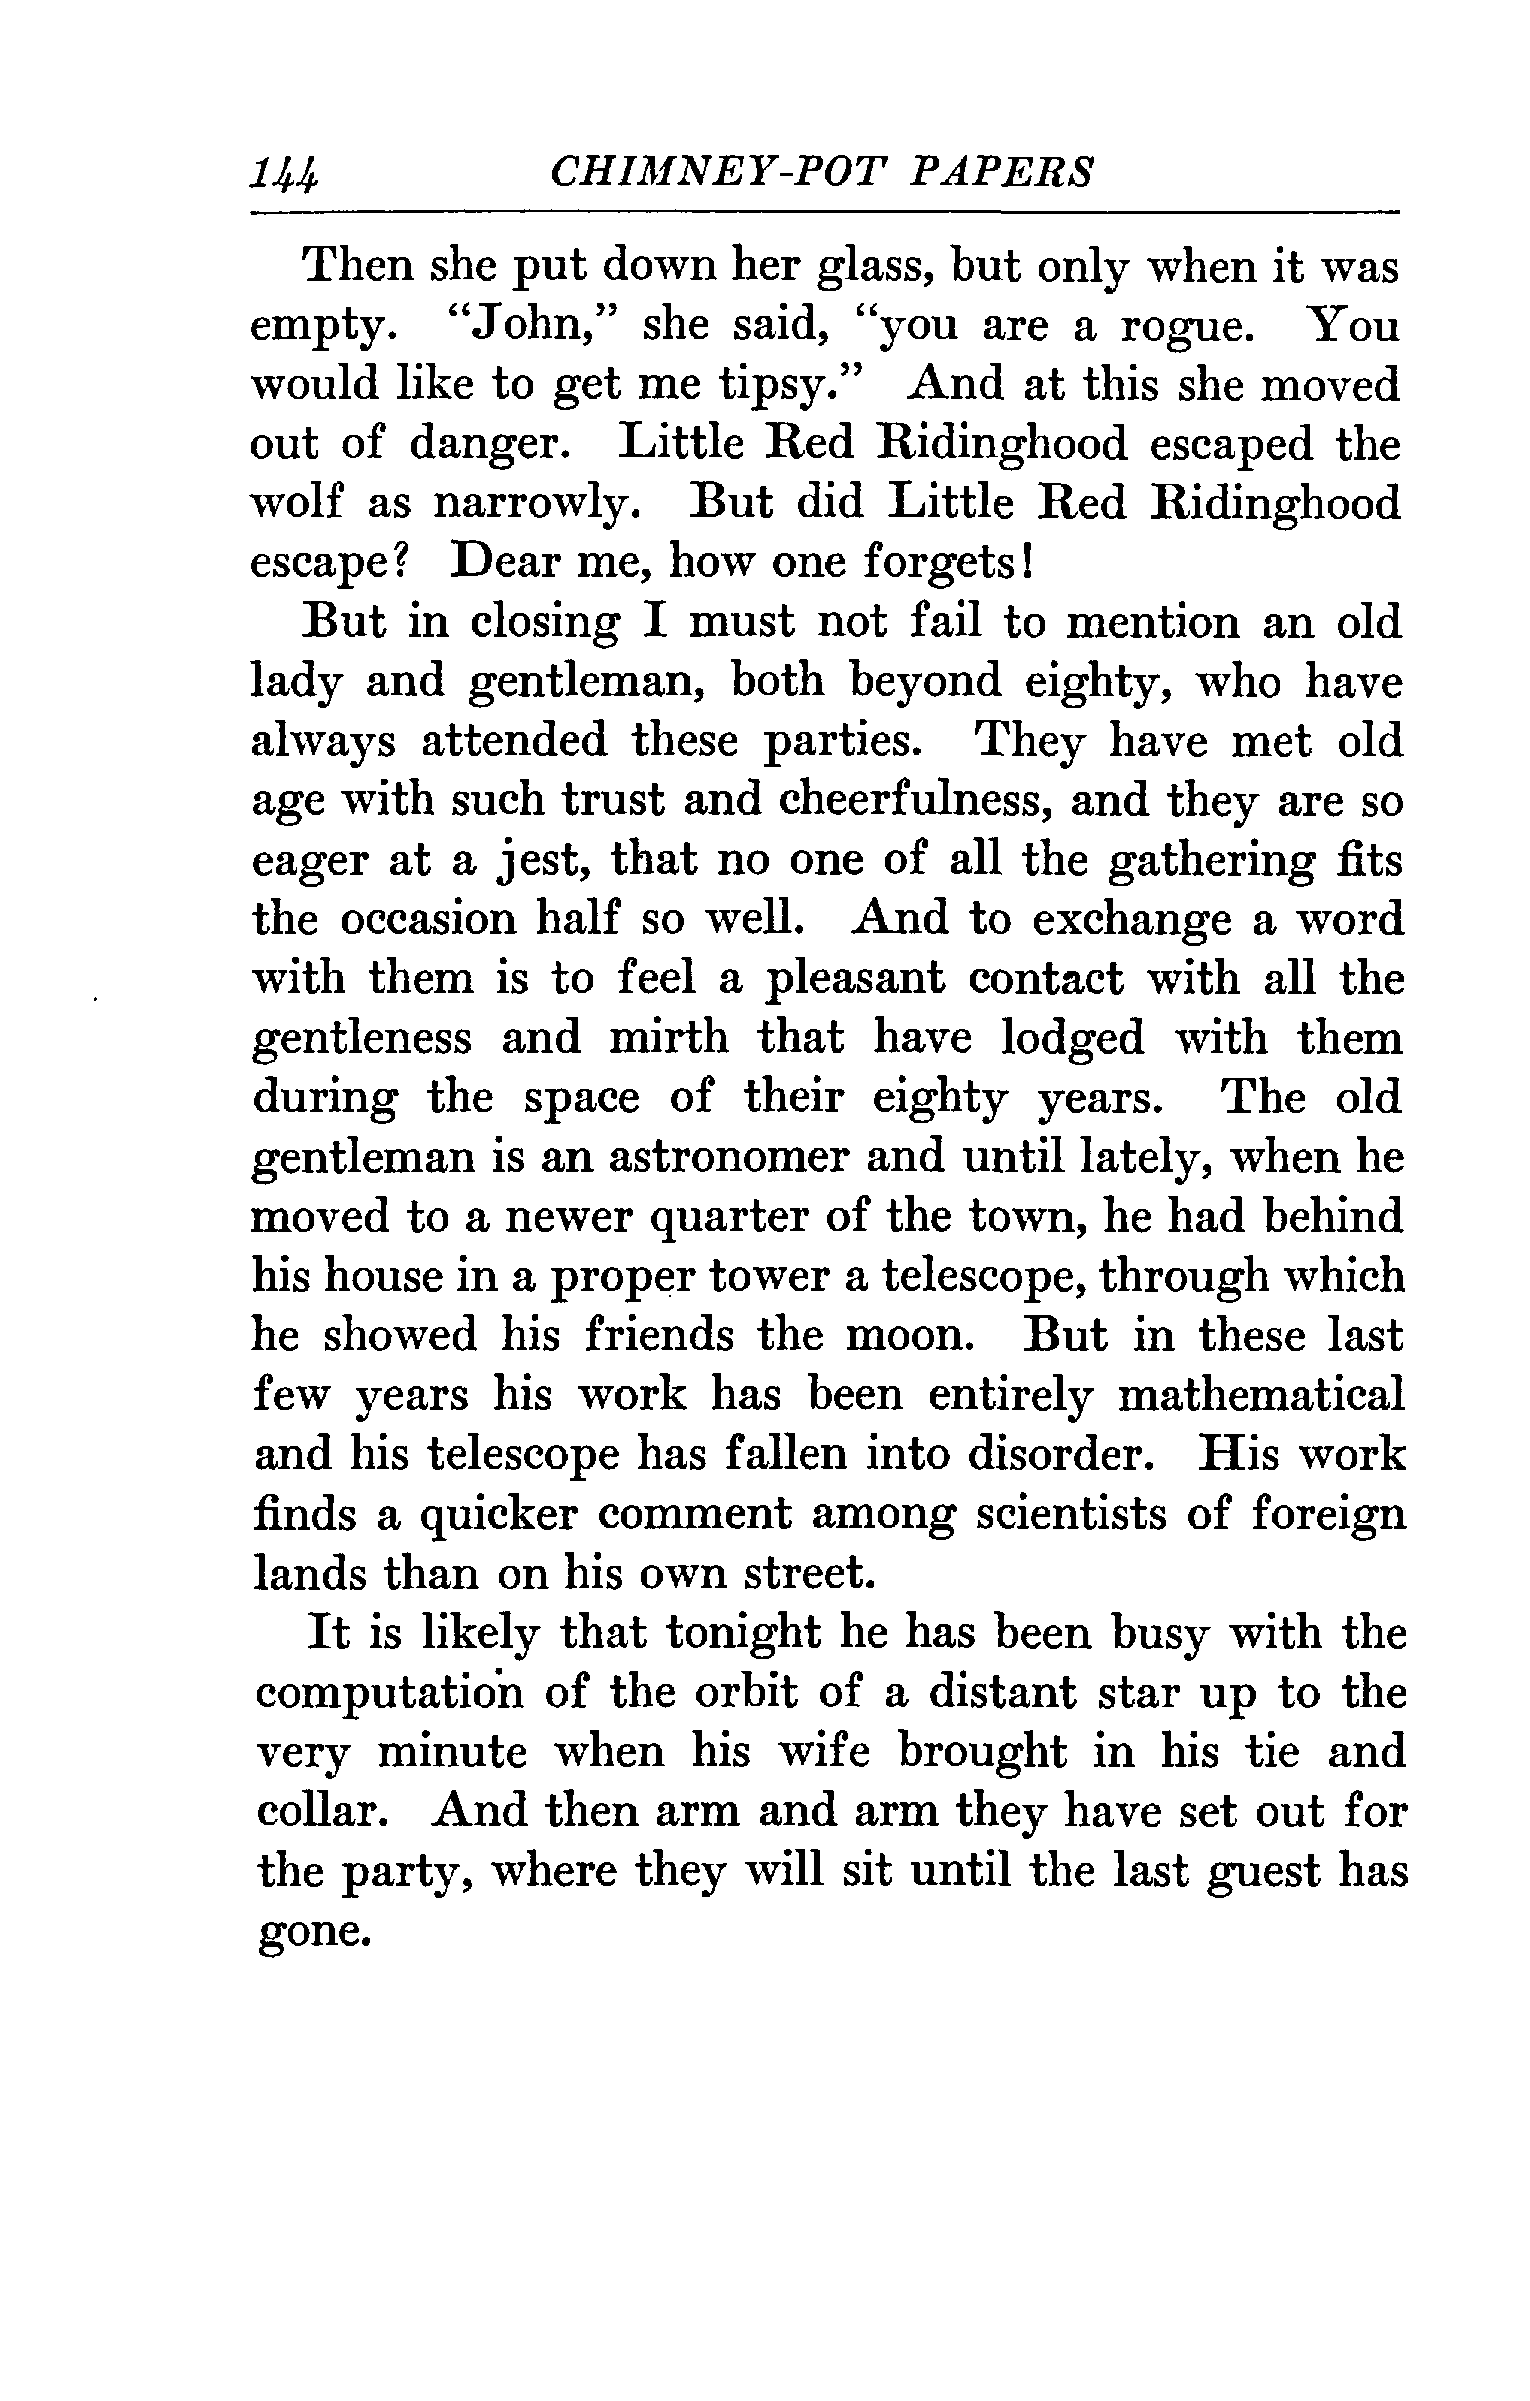 144 CHIMNEY-POT PAPERS
Then she put down her glass, but only when it was
empty. “John,” she said, “you are a rogue. You
would like to get me tipsy.” And at this she moved
out of danger. Little Red Ridinghood escaped the
wolf as narrowly. But did Little Red Ridinghood
escape? Dear me, how one forgets!
But in closing I must not fail to mention an old
lady and gentleman, both beyond eighty, who have
always attended these parties. They have met old
age with such trust and cheerfulness, and they are so
eager at a jest, that no one of all the gathering fits
the occasion half so well. And to exchange a word
with them is to feel a pleasant contact with all the
gentleness and mirth that have lodged with them
during the space of their eighty years. The old
gentleman is an astronomer and until lately, when he
moved to a newer quarter of the town, he had behind
his house in a proper tower a telescope, through which
he showed his friends the moon. But in these last
few years his work has been entirely mathematical
and his telescope has fallen into disorder. His work
finds a quicker comment among scientists of foreign
lands than on his own street.
It is likely that tonight he has been busy with the
computation of the orbit of a distant star up to the
very minute when his wife brought in his tie and
collar. And then arm and arm they have set out for
the party, where they will sit until the last guest has
gone.